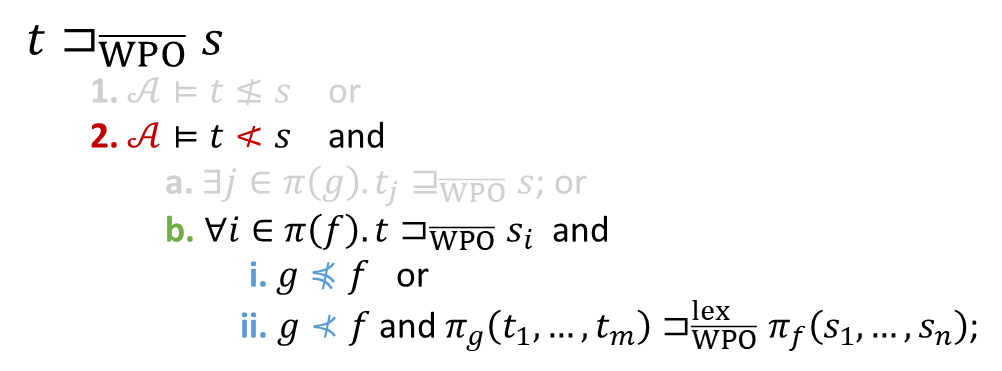 t ⊐_{\overline{WPO}} s
1. 𝒜 ⊨ t ≰ s or
2. 𝒜 ⊨ t ≮ s and
a. ∃j ∈ π(g). t_j ⊒_{\overline{WPO}} s; or
b. ∀i ∈ π(f). t ⊐_{\overline{WPO}} s_i and
i. g ⋠ f or
ii. g ⊀ f and π_g(t_1, … , t_m) ⊐^{lex}_{\overline{WPO}} π_f(s_1, … , s_n);